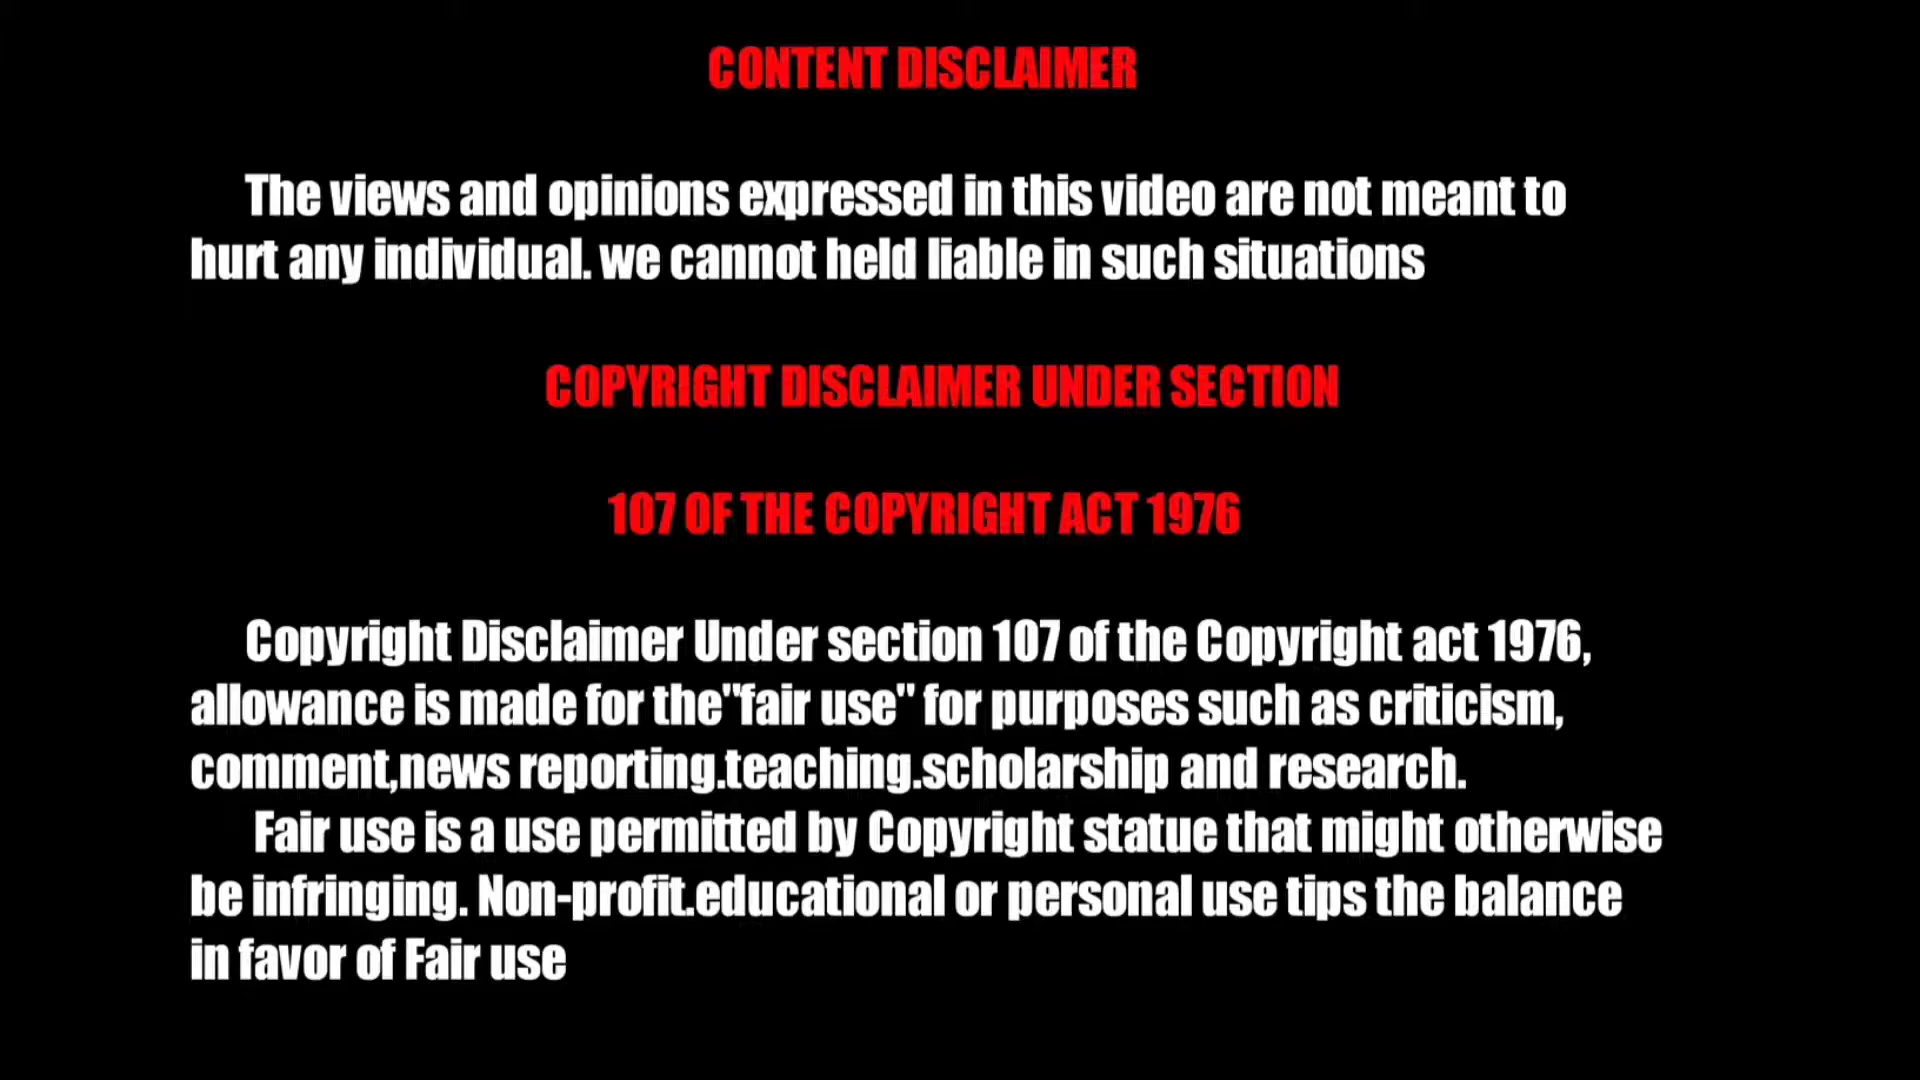 CONTENT DISCLAIMER
The views and opinions expressed in this video are not meant to
hurt any individual. we cannot held liable in such situations
COPYRIGHT DISCLAIMER UNDER SECTION
107 OF THE COPYRIGHT ACT 1976
Copyright Disclaimer Under section 107 of the Copyright act 1976,
allowance is made for the"fair use" for purposes such as criticism,
comment,news reporting.teaching.scholarship and research.
Fair use is a use permitted by Copyright statue that might otherwise
be infringing. Non-profit.educational or personal use tips the balance
in favor of Fair use